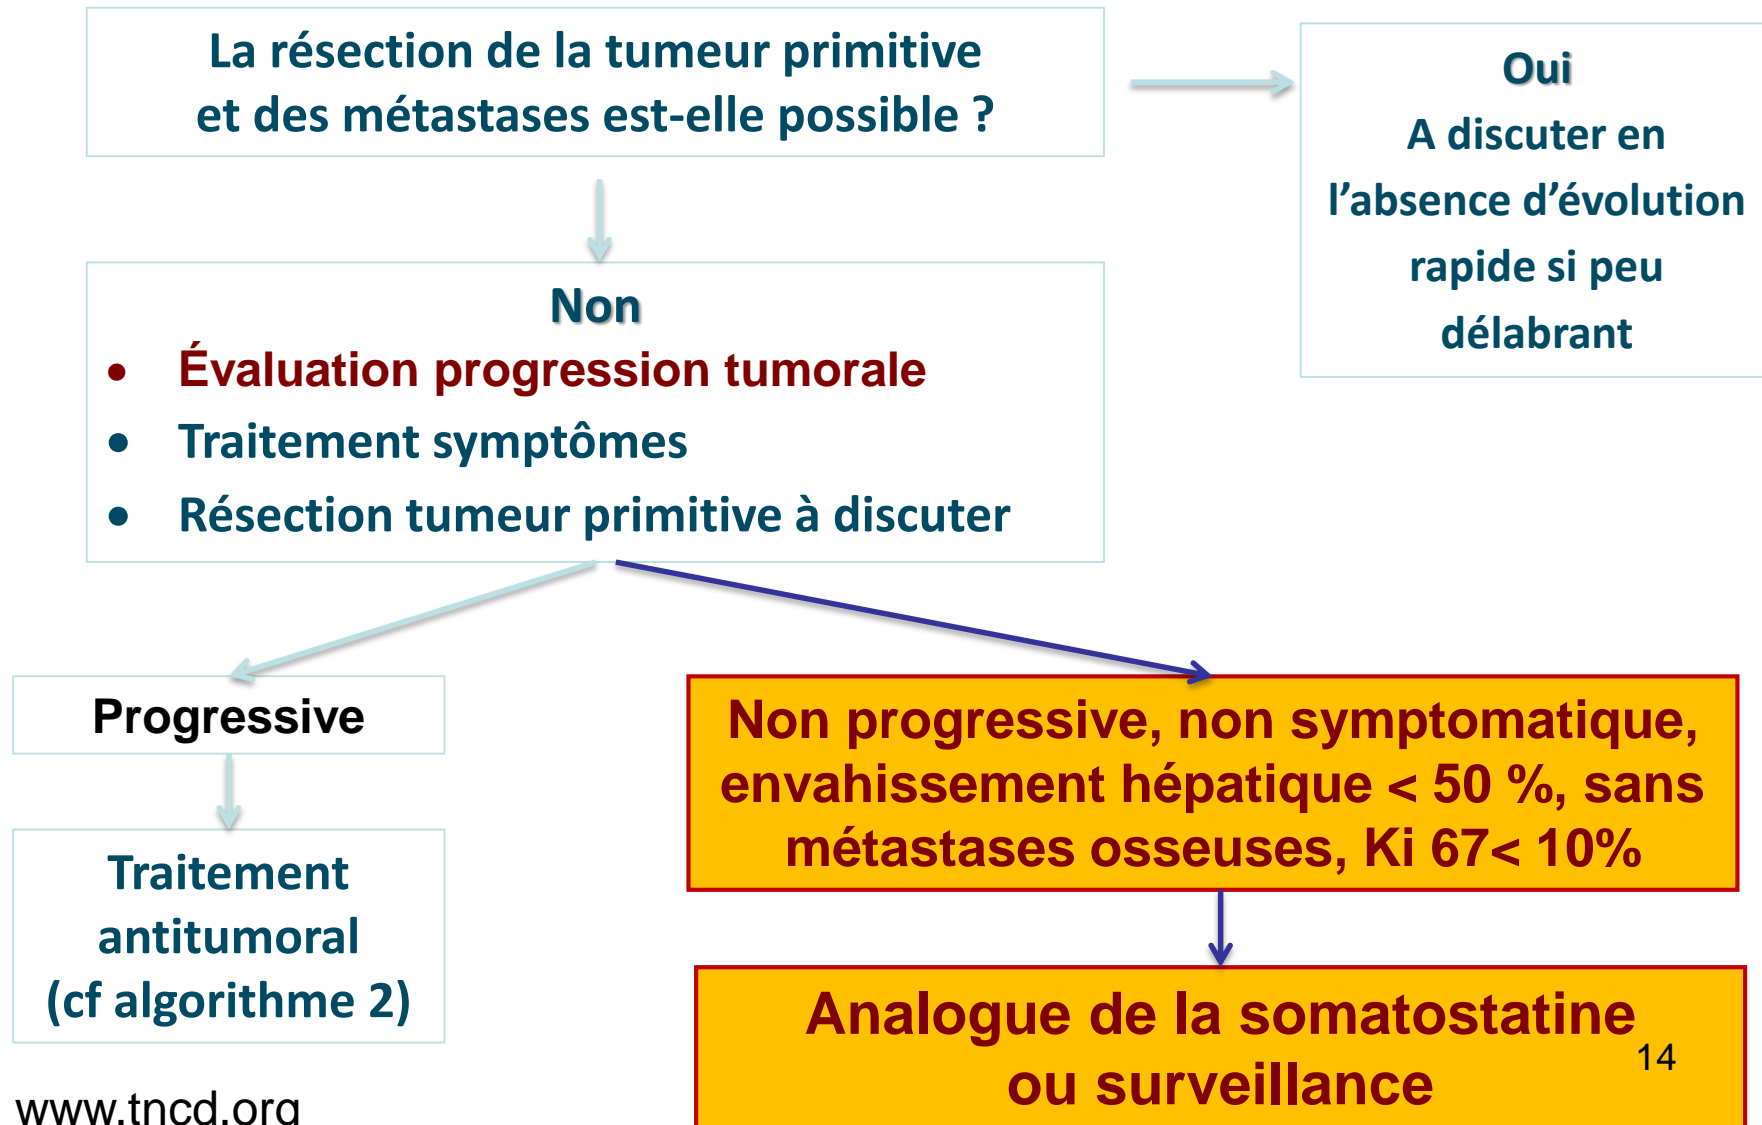 La résection de la tumeur primitive
et des métastases est-elle possible ?
Oui
A discuter en
l’absence d’évolution
rapide si peu
délabrant
Non
• Évaluation progression tumorale
• Traitement symptômes
• Résection tumeur primitive à discuter
Progressive
Traitement
antitumoral
(cf algorithme 2)
Non progressive, non symptomatique,
envahissement hépatique < 50 %, sans
métastases osseuses, Ki 67< 10%
Analogue de la somatostatine
ou surveillance
14
www.tncd.org